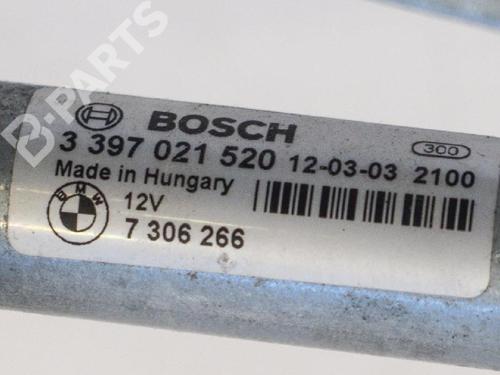 B-PARTS
BOSCH
300
3 397 021 520 12-03-03 2100
Made in Hungary
12V
BMW
7 306 266